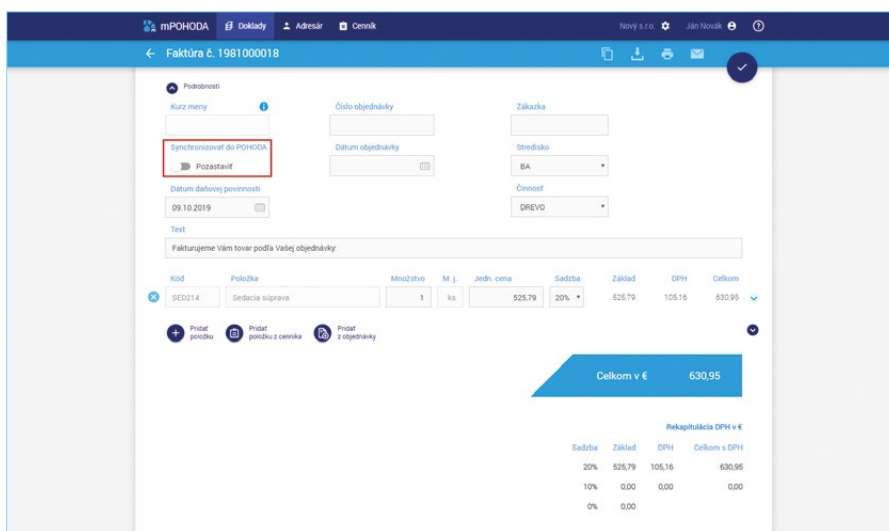 mPOHODA Doklady Adresár Cenník Nový s.r.o. Ján Novák
Faktúra č. 1981000018
Podrobnosti
Kurz meny Číslo objednávky Zákazka
Synchronizovať do POHODA Dátum objednávky Stredisko
Pozastaviť BA
Dátum daňovej povinnosti Činnosť
09.10.2019 DREVO
Text
Fakturujeme Vám tovar podľa Vašej objednávky:
Kód Položka Množstvo M. j. Jedn. cena Sadzba Základ DPH Celkom
SED214 Sedacia súprava 1 ks 525,79 20% 525,79 105,16 630,95
Pridať položku
Pridať položku z cenníka
Pridať z objednávky
Celkom v € 630,95
Rekapitulácia DPH v €
Sadzba Základ DPH Celkom s DPH
20% 525,79 105,16 630,95
10% 0,00 0,00 0,00
0% 0,00